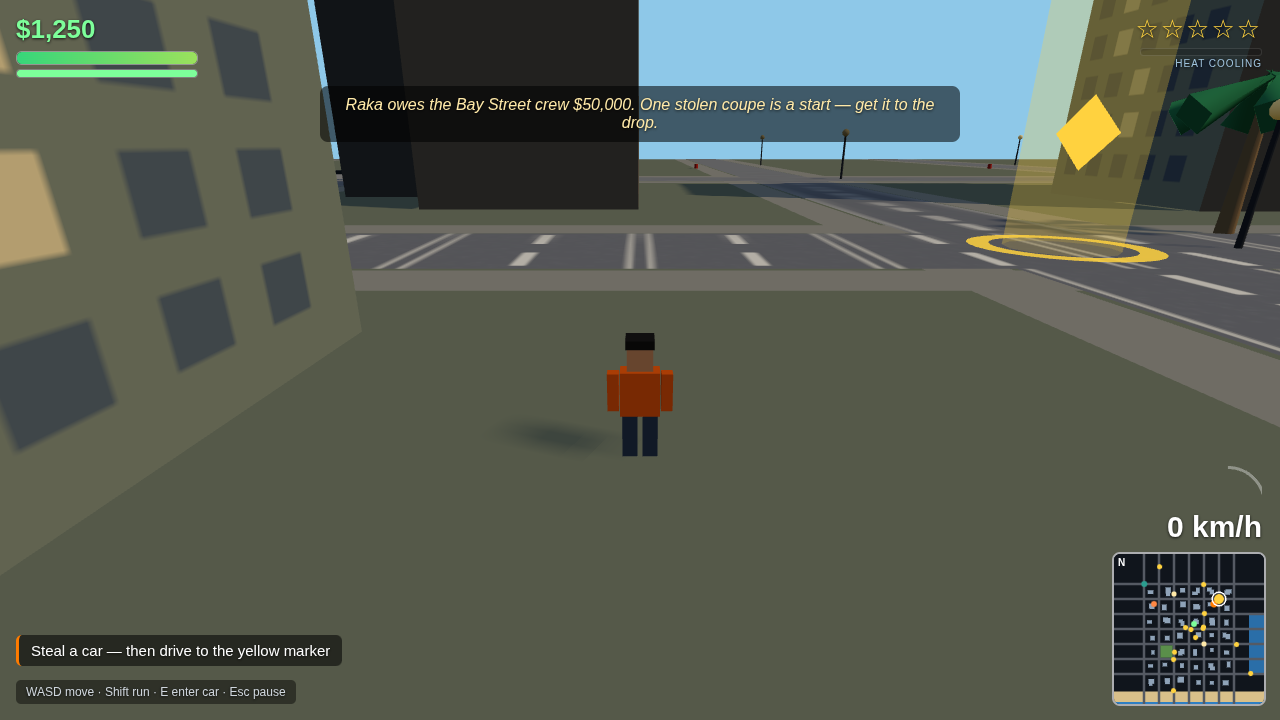 $1,250
☆☆☆☆☆
HEAT COOLING
Raka owes the Bay Street crew $50,000. One stolen coupe is a start — get it to the
drop.
0 km/h
N
Steal a car — then drive to the yellow marker
WASD move · Shift run · E enter car · Esc pause